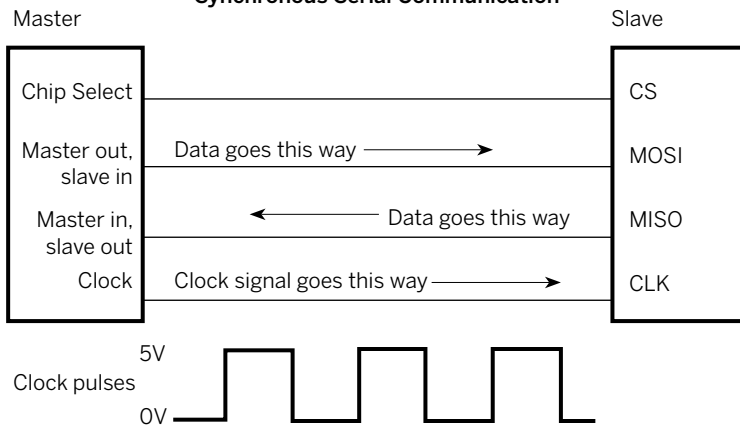 Synchronous Serial Communication
Master
Slave
Chip Select
CS
Master out,
slave in
Data goes this way
MOSI
Master in,
slave out
Data goes this way
MISO
Clock
Clock signal goes this way
CLK
5V
Clock pulses
0V